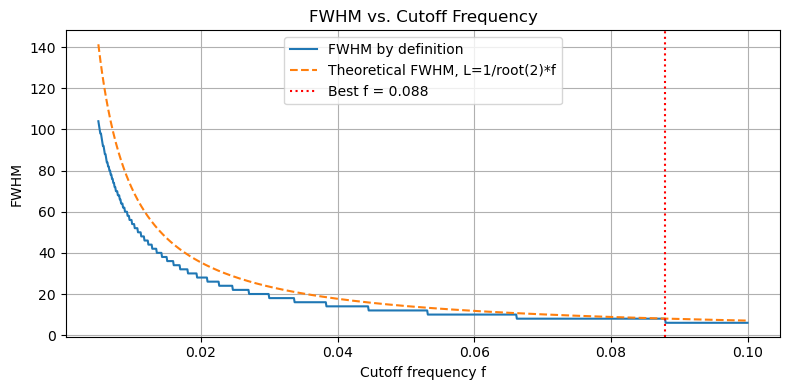 FWHM vs. Cutoff Frequency
FWHM by definition
Theoretical FWHM, L=1/root(2)*f
Best f = 0.088
FWHM
140
120
100
80
60
40
20
0
0.02 0.04 0.06 0.08 0.10
Cutoff frequency f